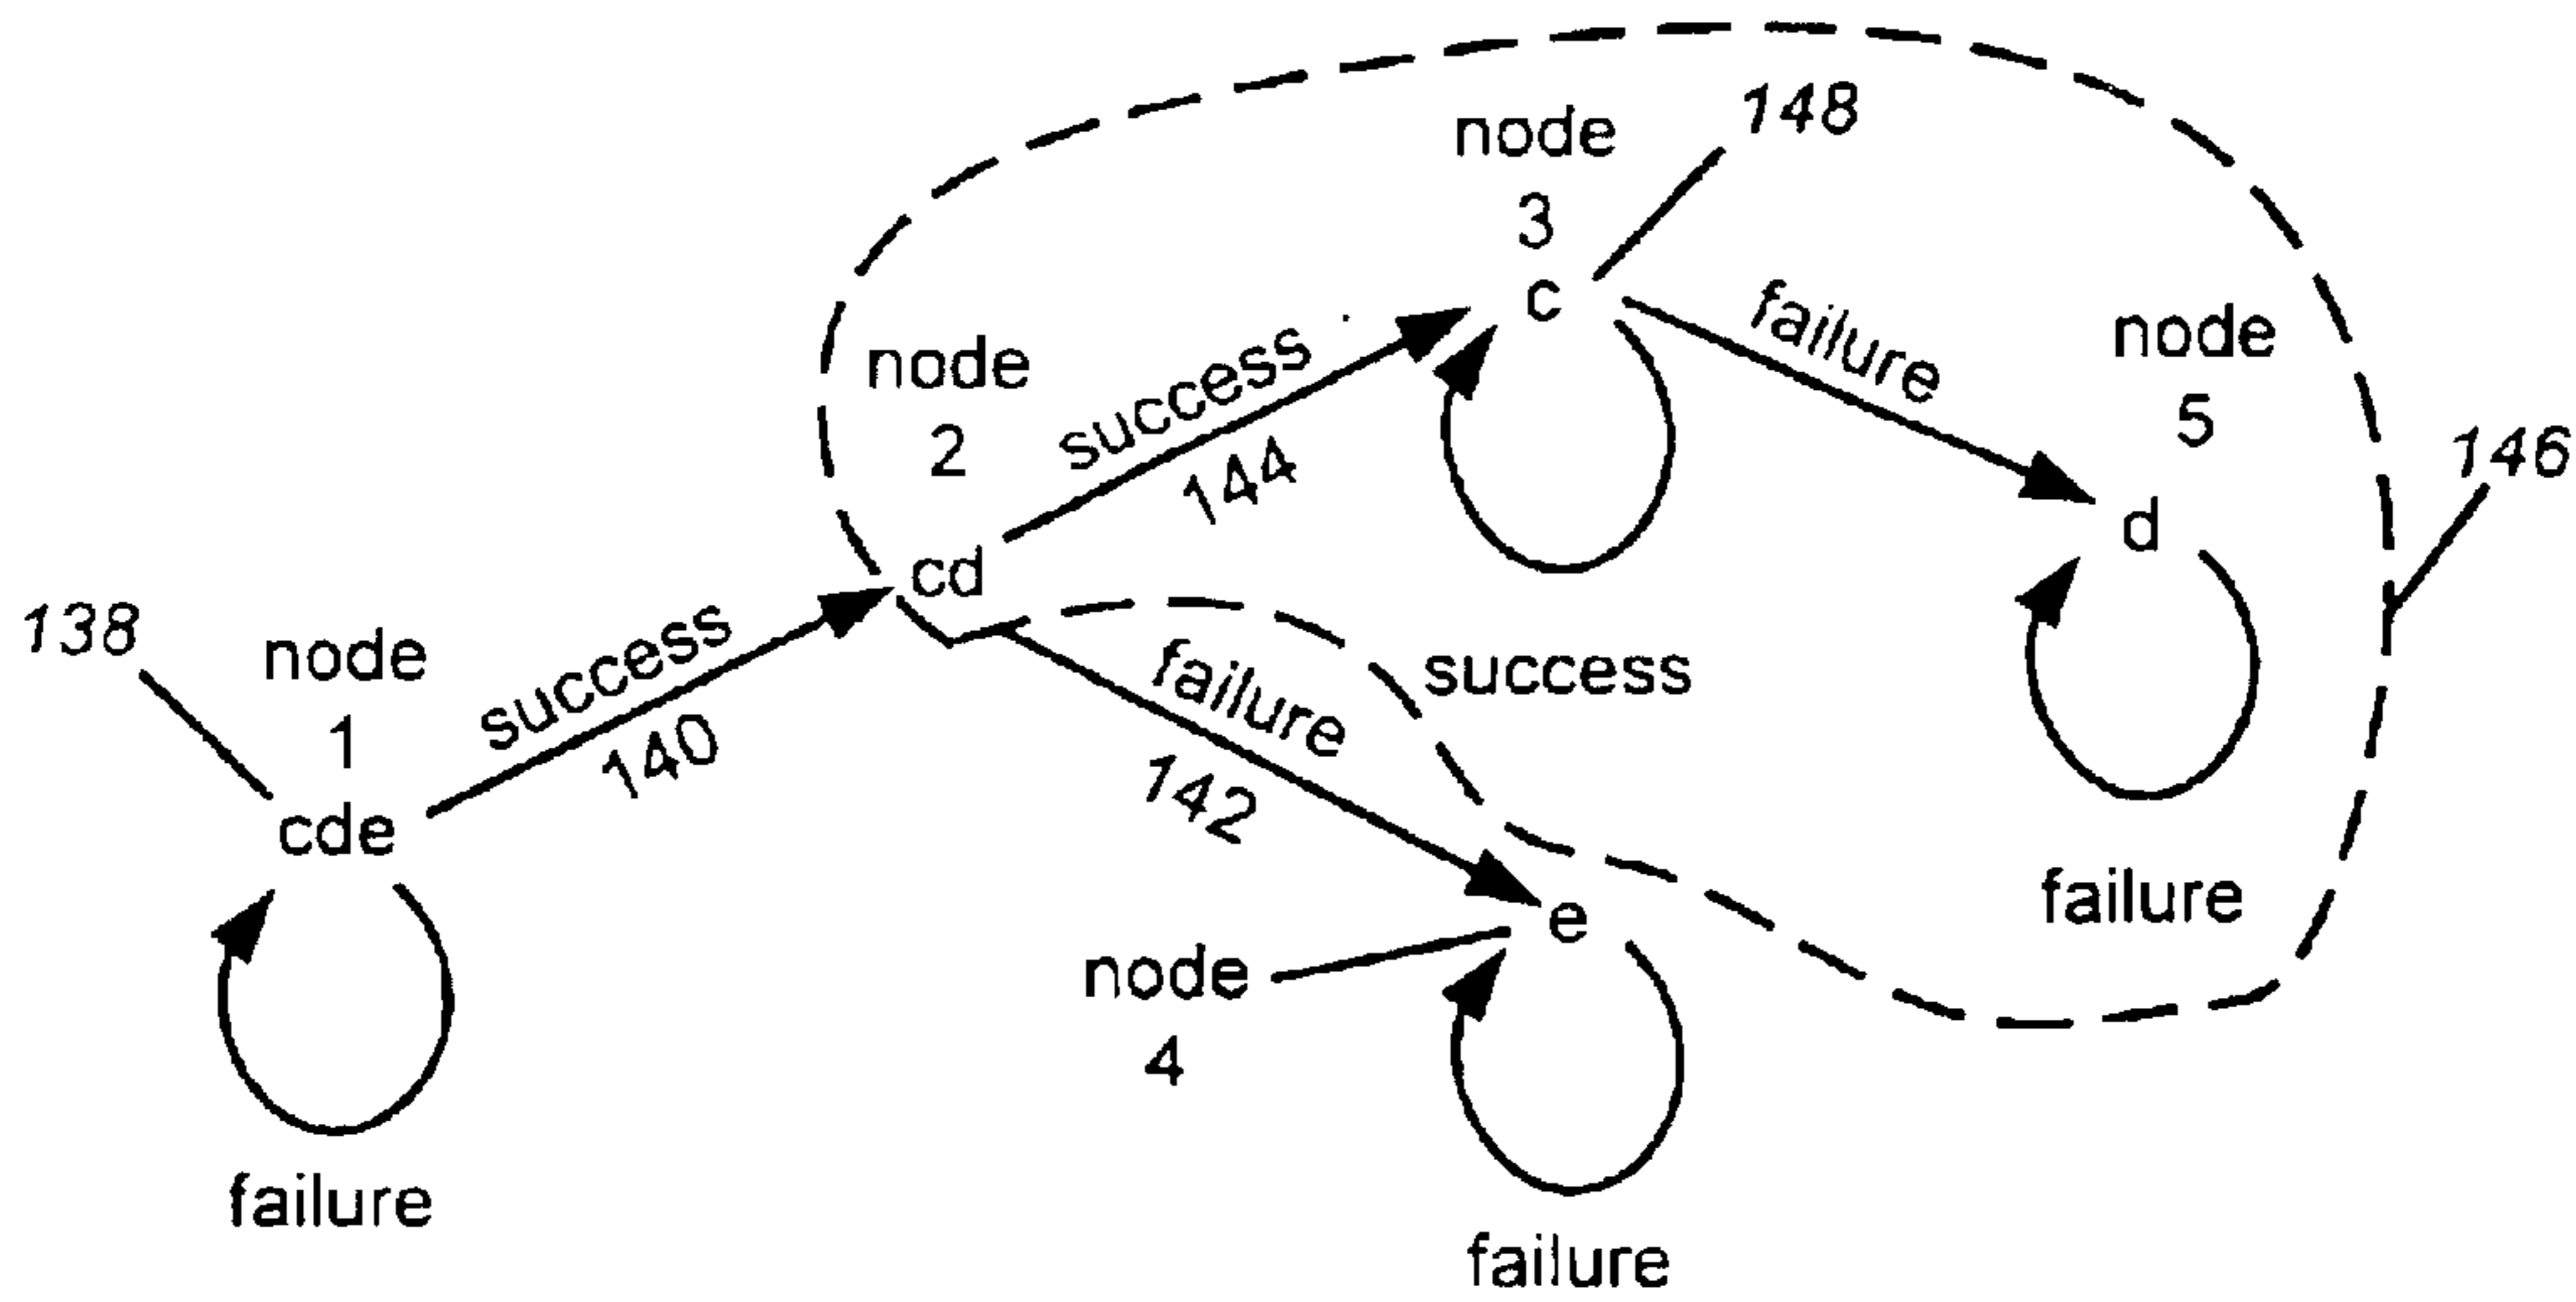 148
node
3
c
failure
node
5
d
146
node
2
success
144
cd
138
node
1
success
140
cde
failure
142
success
failure
e
node
4
failure
failure